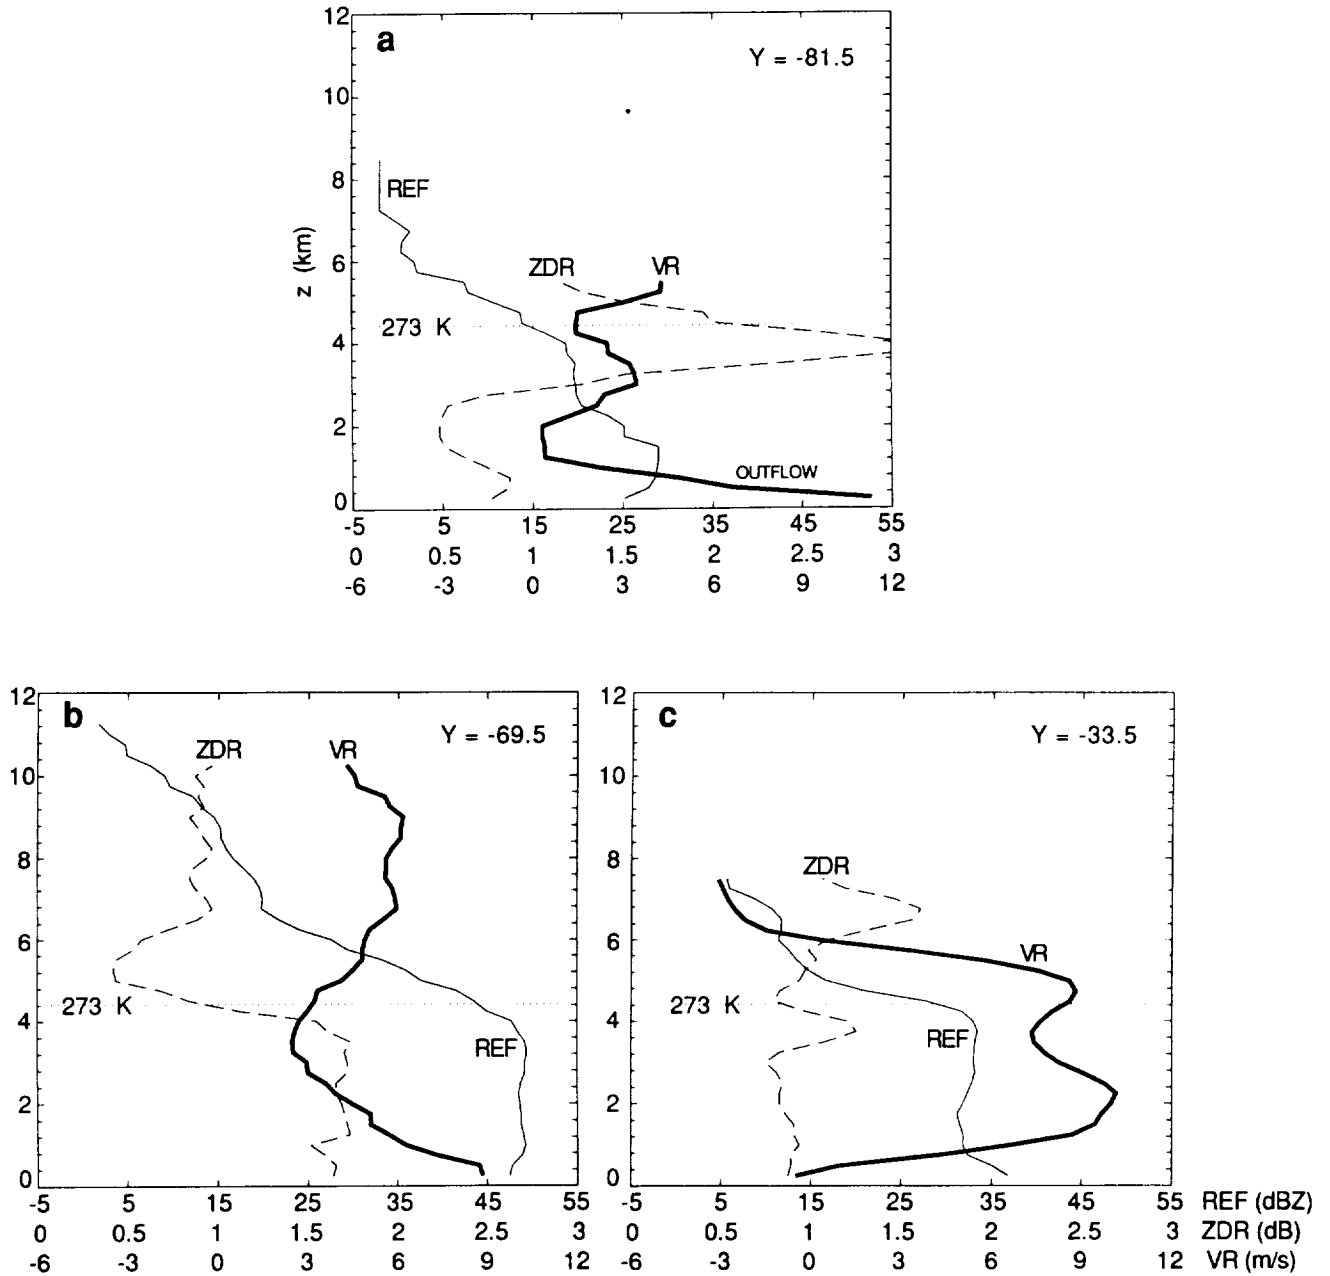 12
a
Y = -81.5
10
8
REF
z (km)
6
ZDR
VR
273 K
4
2
OUTFLOW
0
-5 5 15 25 35 45 55
0 0.5 1 1.5 2 2.5 3
-6 -3 0 3 6 9 12
12
b
Y = -69.5
ZDR
VR
10
8
6
273 K
4
REF
2
0
-5 5 15 25 35 45 55
0 0.5 1 1.5 2 2.5 3
-6 -3 0 3 6 9 12
12
c
Y = -33.5
10
8
ZDR
6
VR
273 K
4
REF
2
0
-5 5 15 25 35 45 55 REF (dBZ)
0 0.5 1 1.5 2 2.5 3 ZDR (dB)
-6 -3 0 3 6 9 12 VR (m/s)